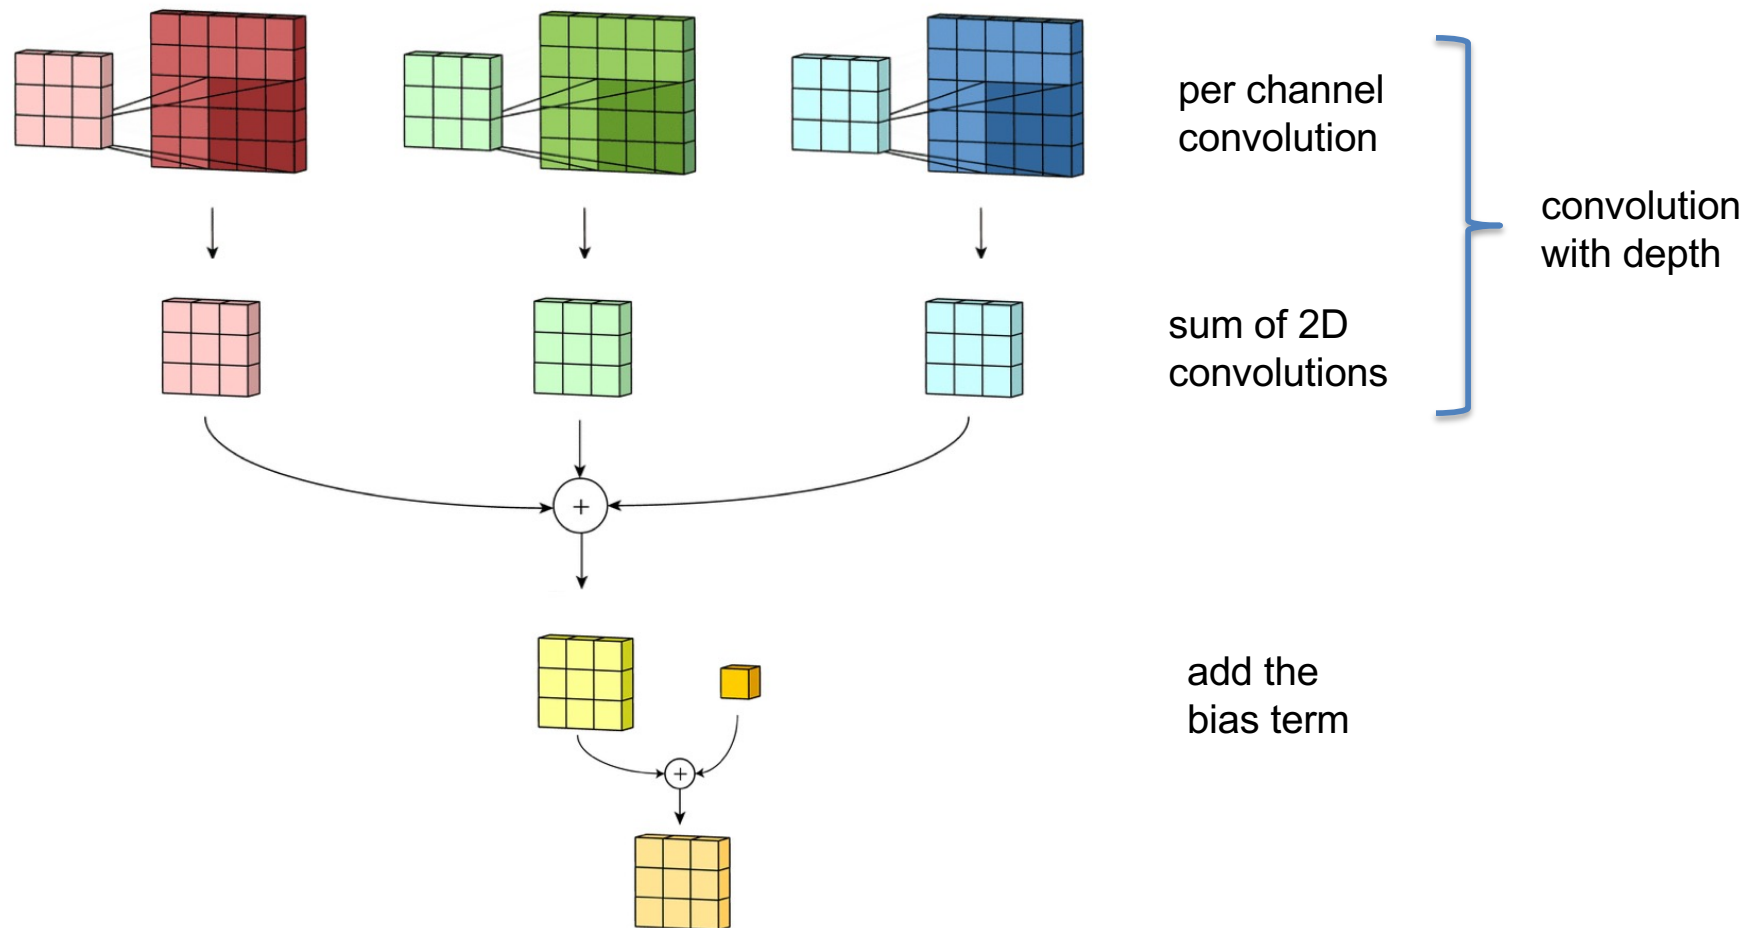 per channel
convolution
convolution
with depth
sum of 2D
convolutions
+
add the
bias term
+